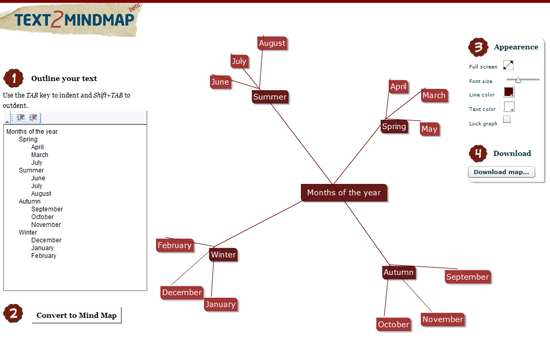 TEXT2MINDMAP beta
1 Outline your text
Use the TAB key to indent and Shift+TAB to
outdent.
Months of the year
Spring
April
March
July
Summer
June
July
August
Autumn
September
October
November
Winter
December
January
February
2 Convert to Mind Map
August
July
June
Summer
April
March
Spring
May
Months of the year
February
Winter
December
January
Autumn
September
October
November
3 Appearance
Full screen
Font size
Line color
Text color
Lock graph
4 Download
Download map...